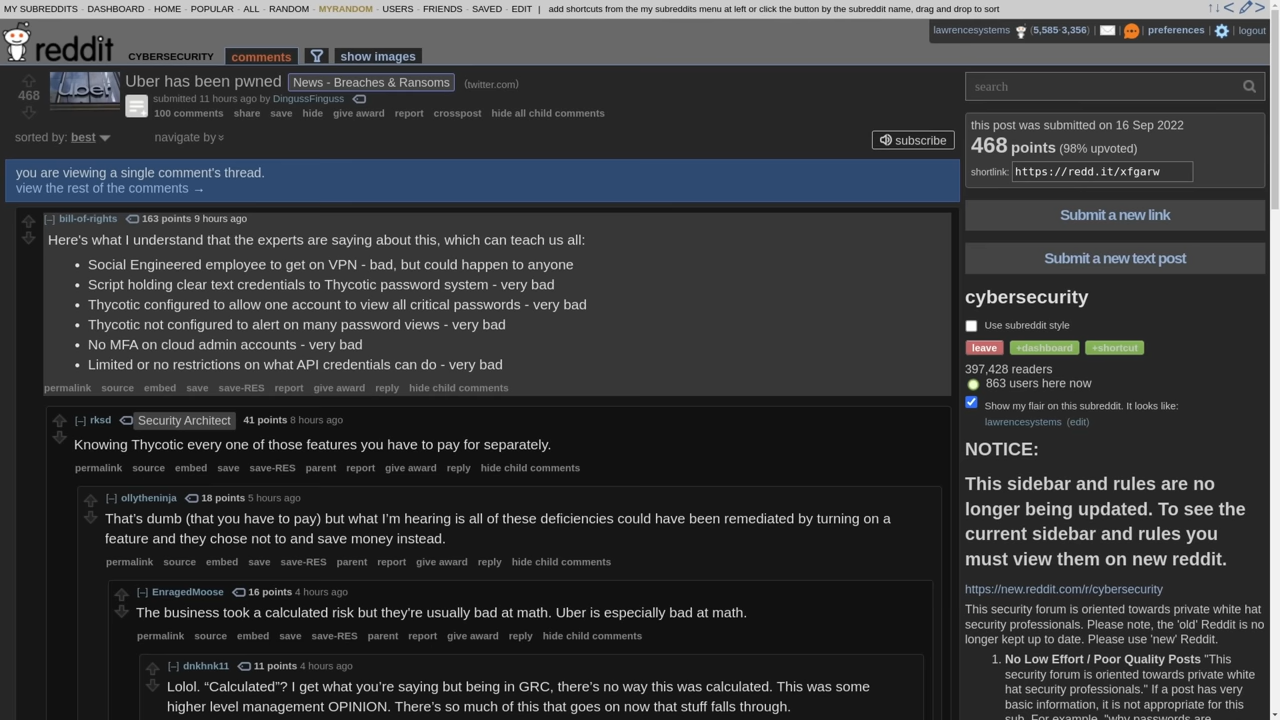 MY SUBREDDITS - DASHBOARD - HOME - POPULAR - ALL - RANDOM - MYRANDOM - USERS - FRIENDS - SAVED - EDIT | add shortcuts from the my subreddits menu at left or click the button by the subreddit name, drag and drop to sort
reddit CYBERSECURITY comments show images
lawrencesystems (5,585·3,356) | | | preferences | | logout
Uber
Uber has been pwned News - Breaches & Ransoms (twitter.com)
468
submitted 11 hours ago by DingussFinguss
100 comments share save hide give award report crosspost hide all child comments
sorted by: best navigate by
subscribe
you are viewing a single comment's thread.
view the rest of the comments →
[–] bill-of-rights 163 points 9 hours ago
Here's what I understand that the experts are saying about this, which can teach us all:
• Social Engineered employee to get on VPN - bad, but could happen to anyone
• Script holding clear text credentials to Thycotic password system - very bad
• Thycotic configured to allow one account to view all critical passwords - very bad
• Thycotic not configured to alert on many password views - very bad
• No MFA on cloud admin accounts - very bad
• Limited or no restrictions on what API credentials can do - very bad
permalink source embed save save-RES report give award reply hide child comments
[–] rksd Security Architect 41 points 8 hours ago
Knowing Thycotic every one of those features you have to pay for separately.
permalink source embed save save-RES parent report give award reply hide child comments
[–] ollytheninja 18 points 5 hours ago
That's dumb (that you have to pay) but what I'm hearing is all of these deficiencies could have been remediated by turning on a
feature and they chose not to and save money instead.
permalink source embed save save-RES parent report give award reply hide child comments
[–] EnragedMoose 16 points 4 hours ago
The business took a calculated risk but they're usually bad at math. Uber is especially bad at math.
permalink source embed save save-RES parent report give award reply hide child comments
[–] dnkhnk11 11 points 4 hours ago
Lolol. “Calculated”? I get what you're saying but being in GRC, there's no way this was calculated. This was some
higher level management OPINION. There's so much of this that goes on now that stuff falls through.
search
this post was submitted on 16 Sep 2022
468 points (98% upvoted)
shortlink: https://redd.it/xfgarw
Submit a new link
Submit a new text post
cybersecurity
Use subreddit style
leave +dashboard +shortcut
397,428 readers
863 users here now
Show my flair on this subreddit. It looks like:
lawrencesystems (edit)
NOTICE:
This sidebar and rules are no
longer being updated. To see the
current sidebar and rules you
must view them on new reddit.
https://new.reddit.com/r/cybersecurity
This security forum is oriented towards private white hat
security professionals. Please note, the 'old' Reddit is no
longer kept up to date. Please use 'new' Reddit.
1. No Low Effort / Poor Quality Posts "This
security forum is oriented towards private white
hat security professionals." If a post has very
basic information, it is not appropriate for this
sub. For example, "why passwords are